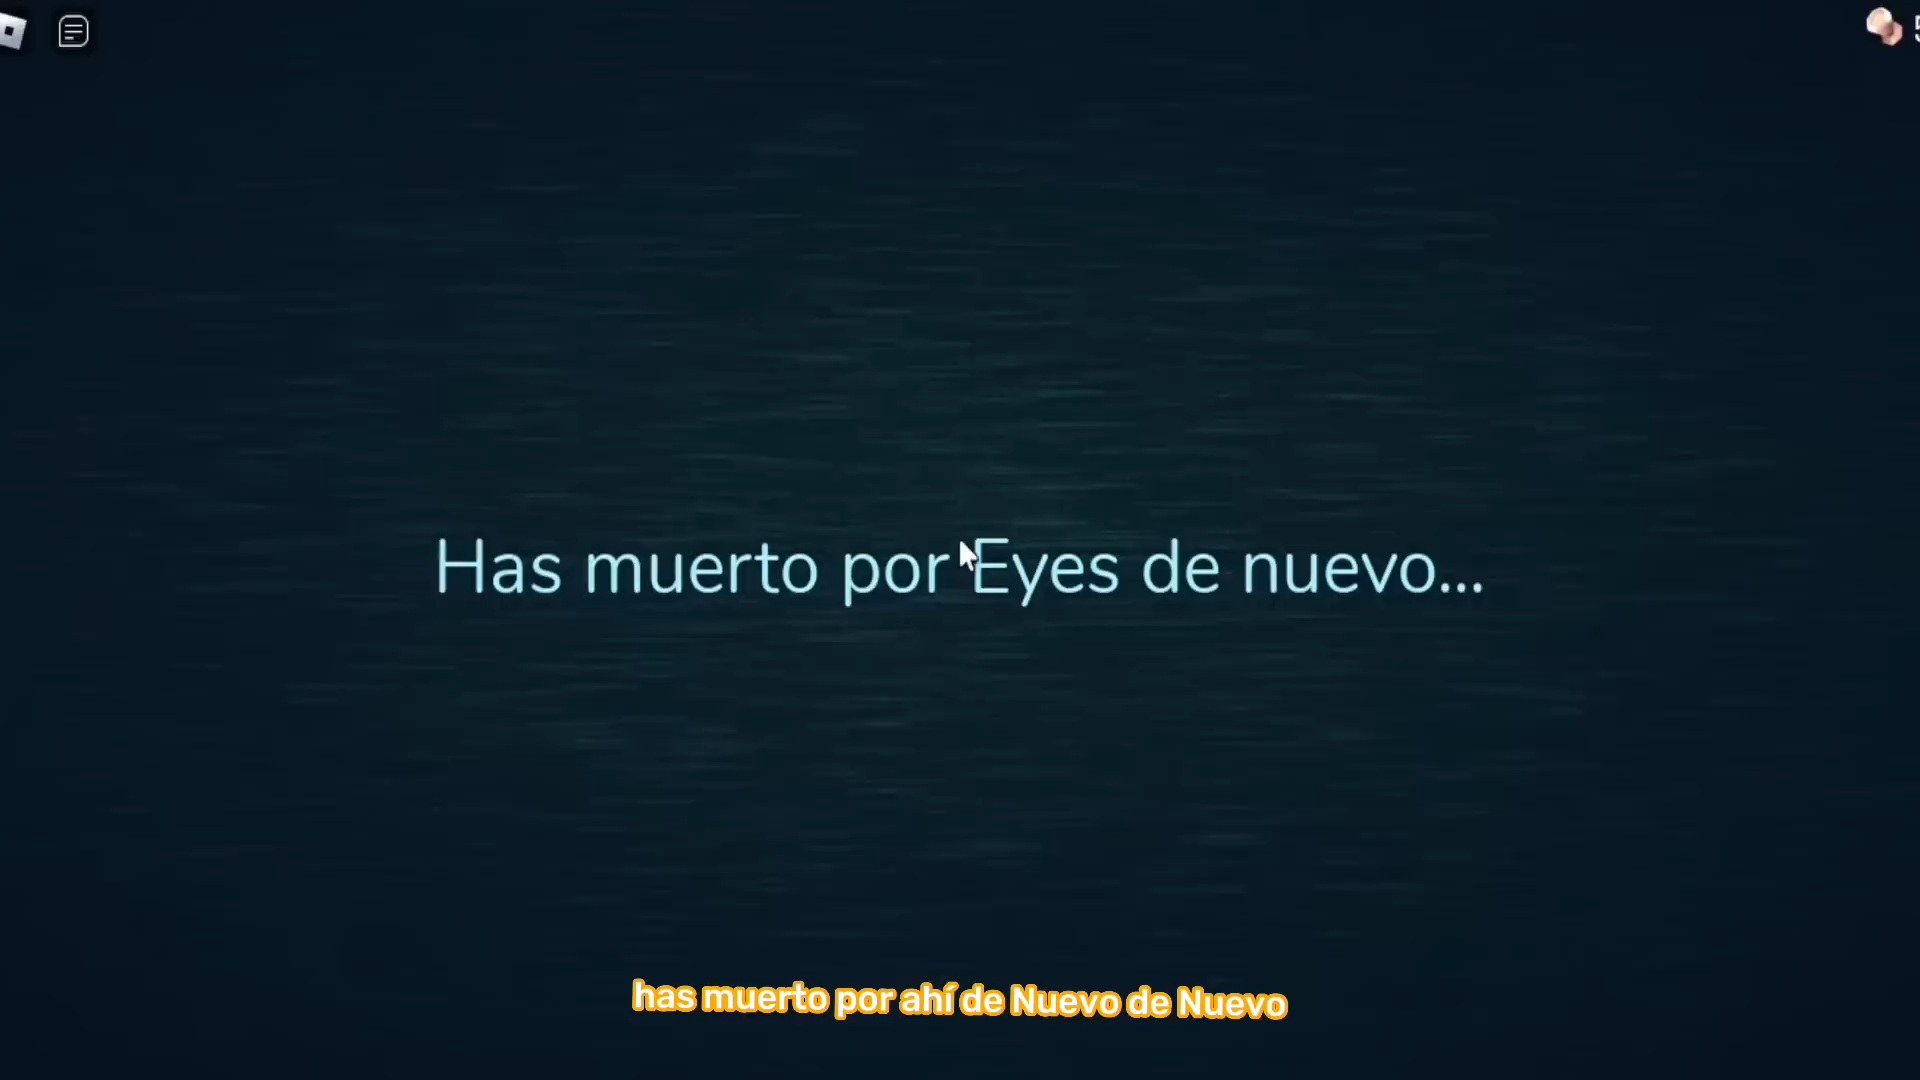 Has muerto por Eyes de nuevo...
has muerto por ahí de Nuevo de Nuevo